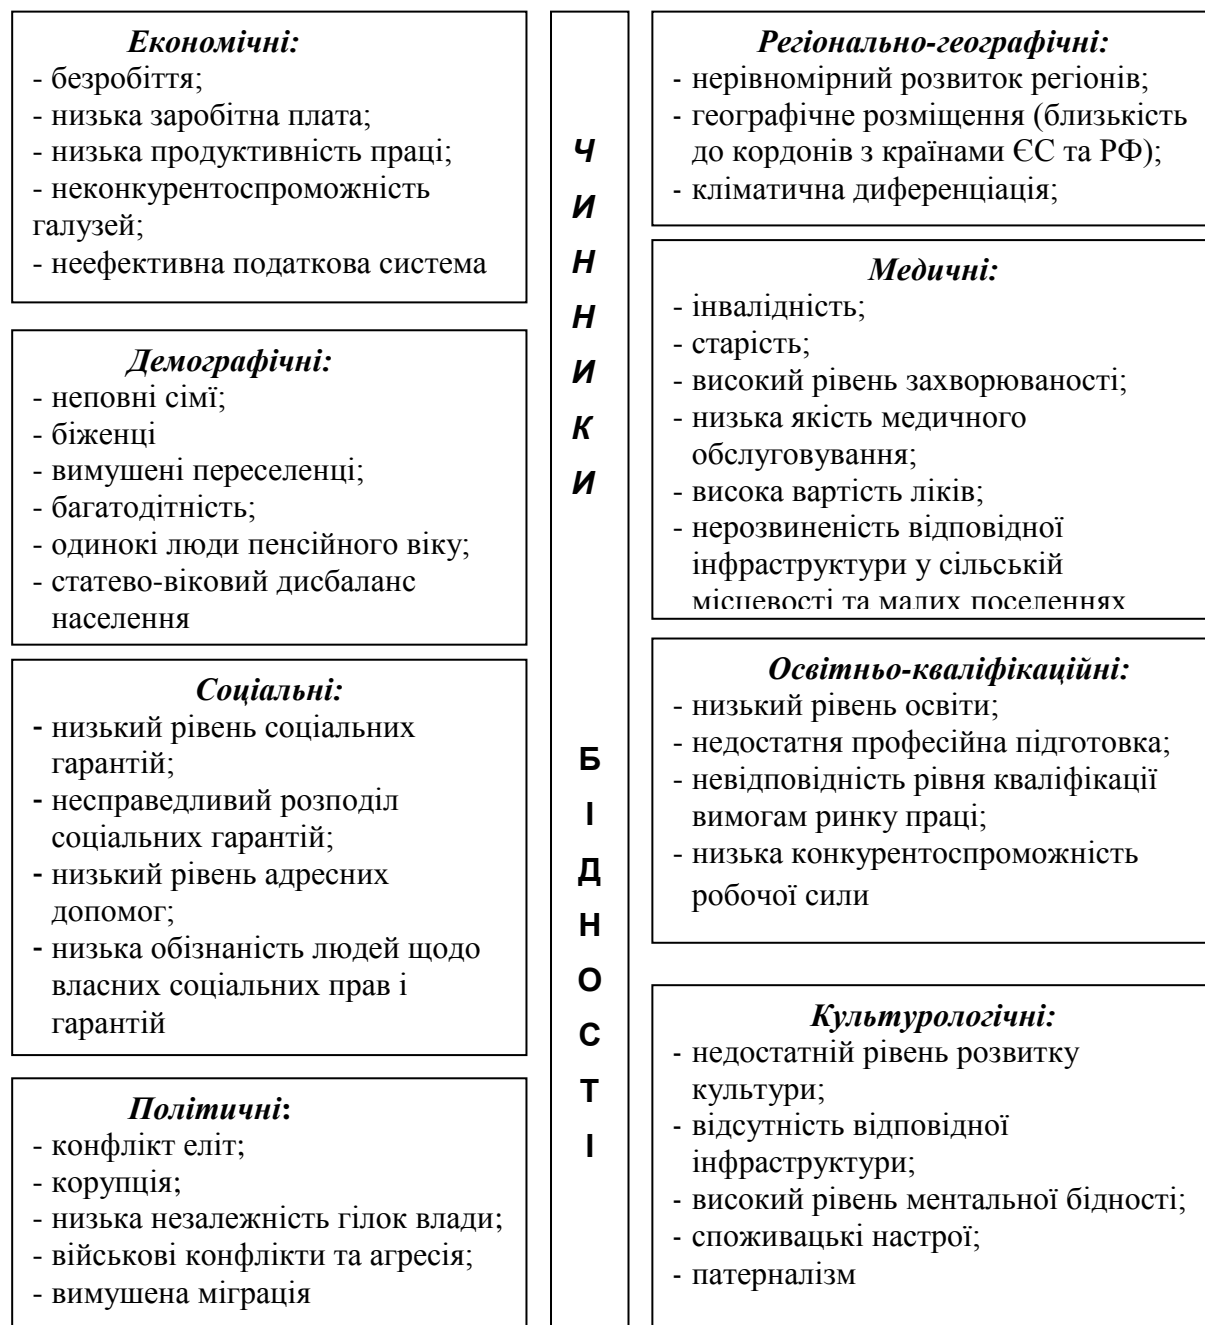 Економічні:
- безробіття;
- низька заробітна плата;
- низька продуктивність праці;
- неконкурентоспроможність
галузей;
- неефективна податкова система
Демографічні:
- неповні сімї;
- біженці
- вимушені переселенці;
- багатодітність;
- одинокі люди пенсійного віку;
- статево-віковий дисбаланс
населення
Соціальні:
- низький рівень соціальних
гарантій;
- несправедливий розподіл
соціальних гарантій;
- низький рівень адресних
допомог;
- низька обізнаність людей щодо
власних соціальних прав і
гарантій
Політичні:
- конфлікт еліт;
- корупція;
- низька незалежність гілок влади;
- військові конфлікти та агресія;
- вимушена міграція
Ч
И
Н
Н
И
К
И
Б
І
Д
Н
О
С
Т
І
Регіонально-географічні:
- нерівномірний розвиток регіонів;
- географічне розміщення (близькість
до кордонів з країнами ЄС та РФ);
- кліматична диференціація;
Медичні:
- інвалідність;
- старість;
- високий рівень захворюваності;
- низька якість медичного
обслуговування;
- висока вартість ліків;
- нерозвиненість відповідної
інфраструктури у сільській
місцевості та малих поселеннях
Освітньо-кваліфікаційні:
- низький рівень освіти;
- недостатня професійна підготовка;
- невідповідність рівня кваліфікації
вимогам ринку праці;
- низька конкурентоспроможність
робочої сили
Культурологічні:
- недостатній рівень розвитку
культури;
- відсутність відповідної
інфраструктури;
- високий рівень ментальної бідності;
- споживацькі настрої;
- патерналізм